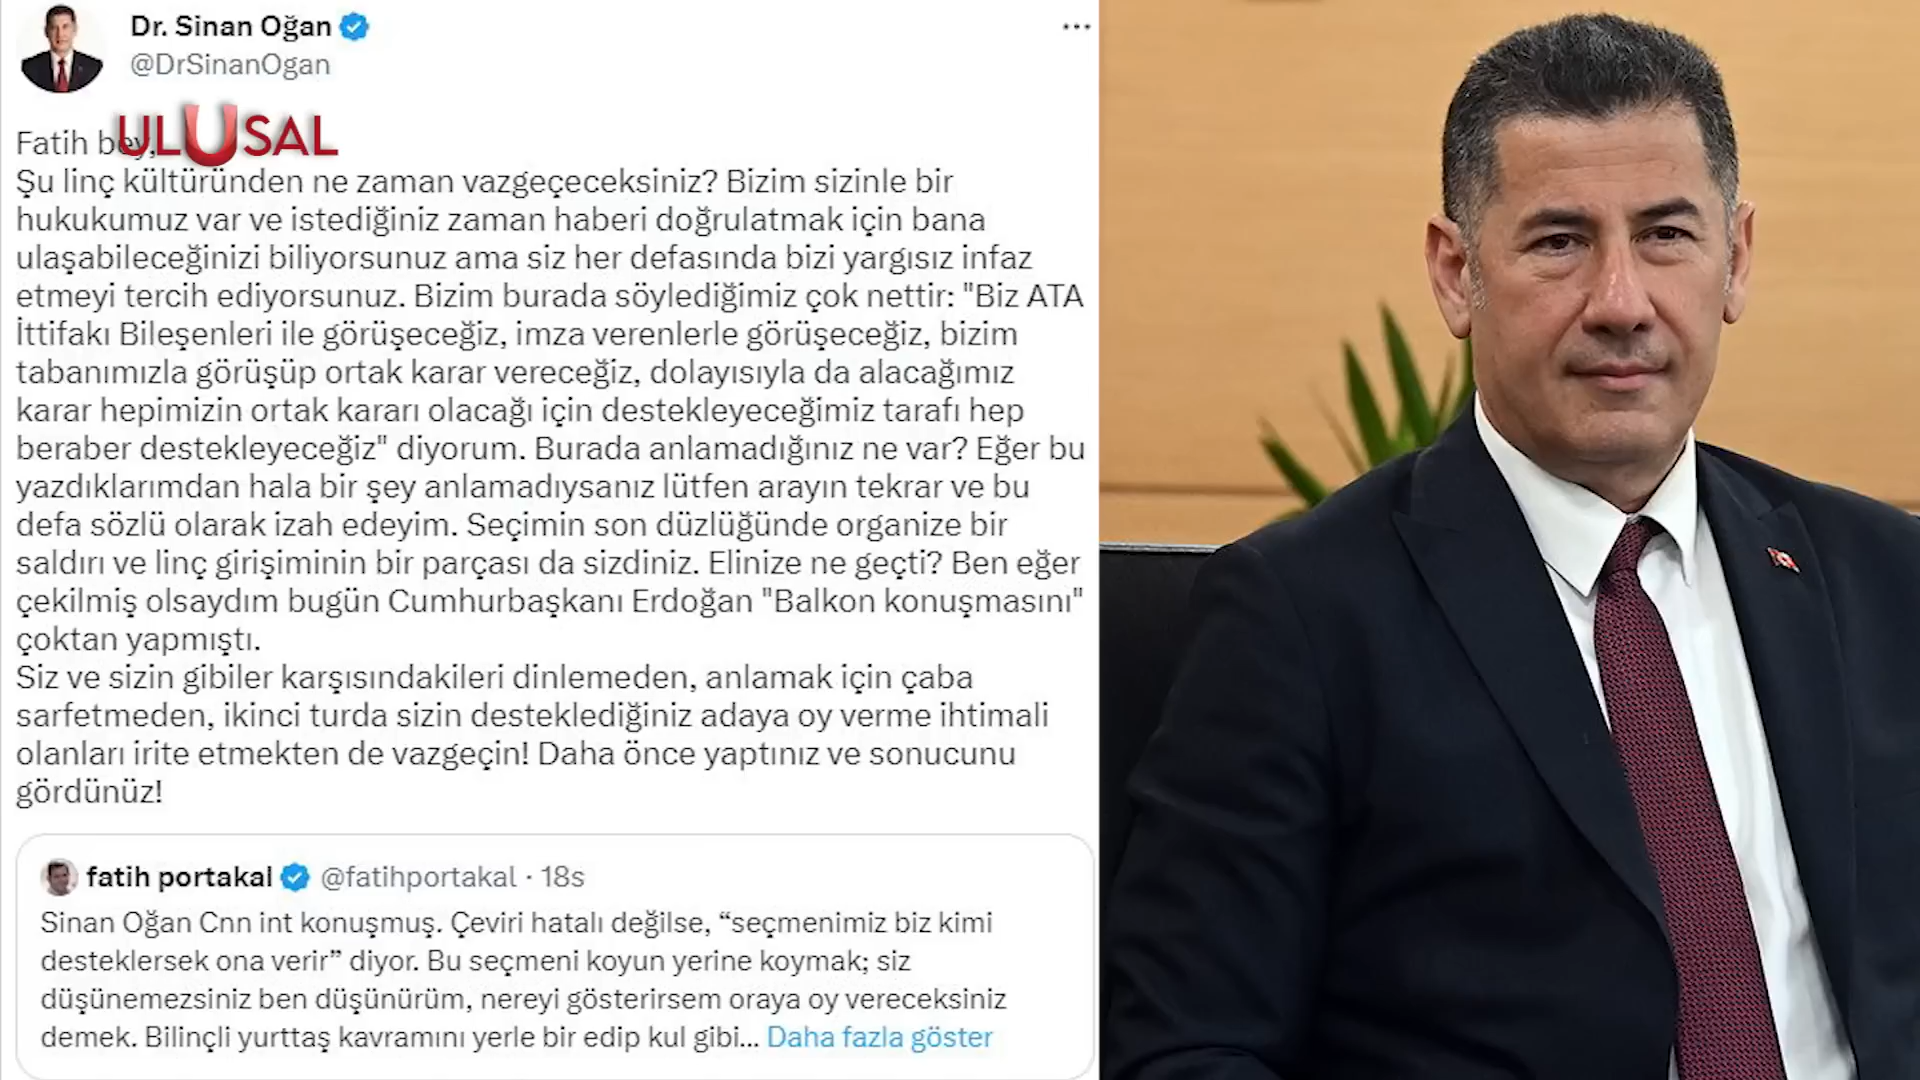 Dr. Sinan Oğan
@DrSinanOgan
ULUSAL
Fatih bey,
Şu linç kültüründen ne zaman vazgeçeceksiniz? Bizim sizinle bir
hukukumuz var ve istediğiniz zaman haberi doğrulatmak için bana
ulaşabileceğinizi biliyorsunuz ama siz her defasında bizi yargısız infaz
etmeyi tercih ediyorsunuz. Bizim burada söylediğimiz çok nettir: "Biz ATA
İttifakı Bileşenleri ile görüşeceğiz, imza verenlerle görüşeceğiz, bizim
tabanımızla görüşüp ortak karar vereceğiz, dolayısıyla da alacağımız
karar hepimizin ortak kararı olacağı için destekleyeceğimiz tarafı hep
beraber destekleyeceğiz" diyorum. Burada anlamadığınız ne var? Eğer bu
yazdıklarımdan hala bir şey anlamadıysanız lütfen arayın tekrar ve bu
defa sözlü olarak izah edeyim. Seçimin son düzlüğünde organize bir
saldırı ve linç girişiminin bir parçası da sizdiniz. Elinize ne geçti? Ben eğer
çekilmiş olsaydım bugün Cumhurbaşkanı Erdoğan "Balkon konuşmasını"
çoktan yapmıştı.
Siz ve sizin gibiler karşısındakileri dinlemeden, anlamak için çaba
sarfetmeden, ikinci turda sizin desteklediğiniz adaya oy verme ihtimali
olanları irite etmekten de vazgeçin! Daha önce yaptınız ve sonucunu
gördünüz!
fatih portakal @fatihportakal · 18s
Sinan Oğan Cnn int konuşmuş. Çeviri hatalı değilse, “seçmenimiz biz kimi
desteklersek ona verir” diyor. Bu seçmeni koyun yerine koymak; siz
düşünemezsiniz ben düşünürüm, nereyi gösterirsem oraya oy vereceksiniz
demek. Bilinçli yurttaş kavramını yerle bir edip kul gibi... Daha fazla göster